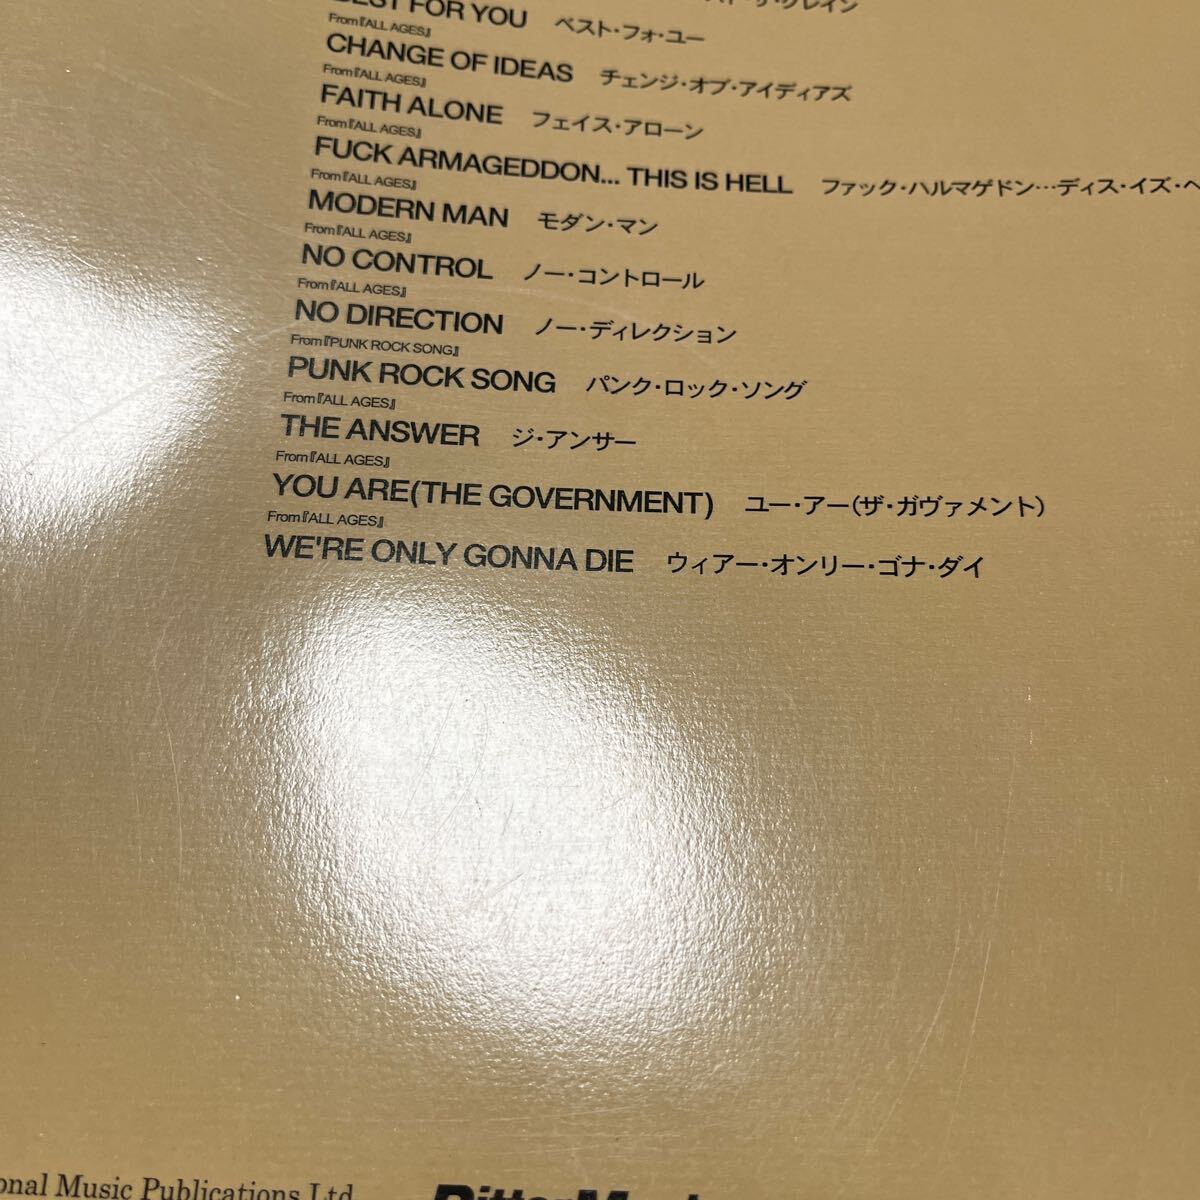 BEST FOR YOU ベスト・フォ・ユー
From『ALL AGES』
CHANGE OF IDEAS チェンジ・オブ・アイディアズ
From『ALL AGES』
FAITH ALONE フェイス・アローン
From『ALL AGES』
FUCK ARMAGEDDON... THIS IS HELL ファック・ハルマゲドン…ディス・イズ・ヘ
From『ALL AGES』
MODERN MAN モダン・マン
From『ALL AGES』
NO CONTROL ノー・コントロール
From『ALL AGES』
NO DIRECTION ノー・ディレクション
From『PUNK ROCK SONG』
PUNK ROCK SONG パンク・ロック・ソング
From『ALL AGES』
THE ANSWER ジ・アンサー
From『ALL AGES』
YOU ARE(THE GOVERNMENT) ユー・アー(ザ・ガヴァメント)
From『ALL AGES』
WE'RE ONLY GONNA DIE ウィアー・オンリー・ゴナ・ダイ
onal Music Publications Ltd